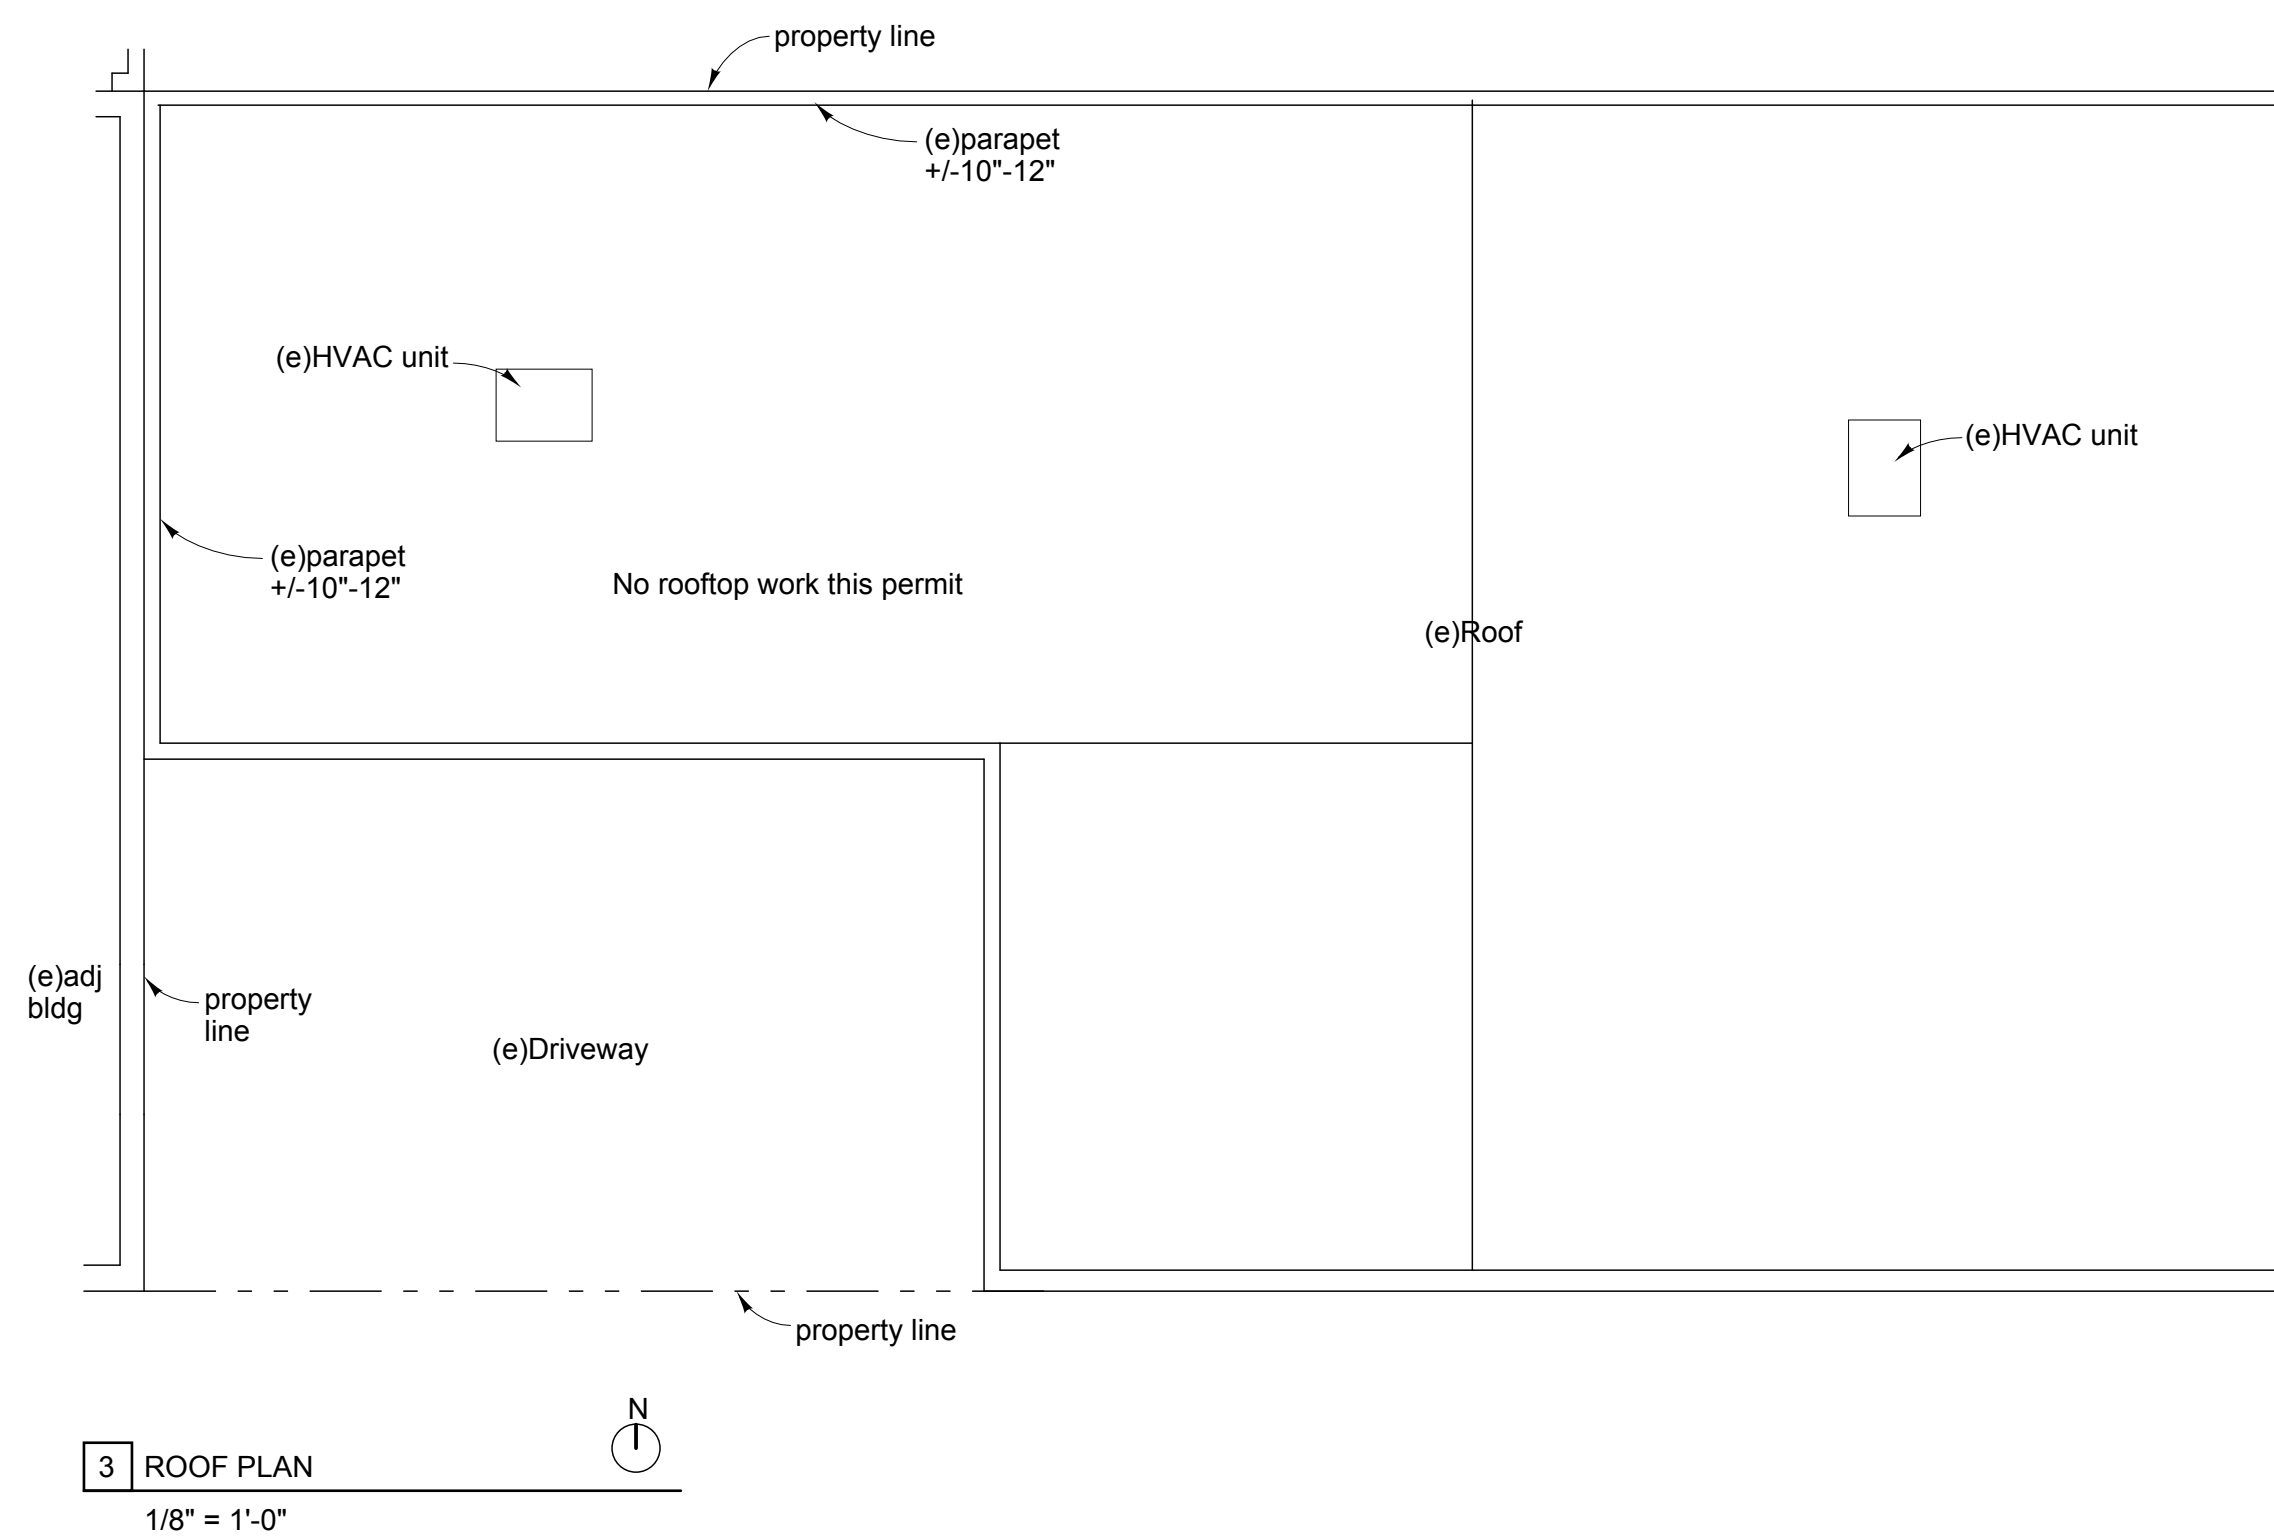 property line
(e)parapet
+/-10"-12"
(e)HVAC unit
(e)HVAC unit
(e)parapet
+/-10"-12"
No rooftop work this permit
(e)Roof
(e)adj
bldg
property
line
(e)Driveway
property line
N
3 ROOF PLAN
1/8" = 1'-0"